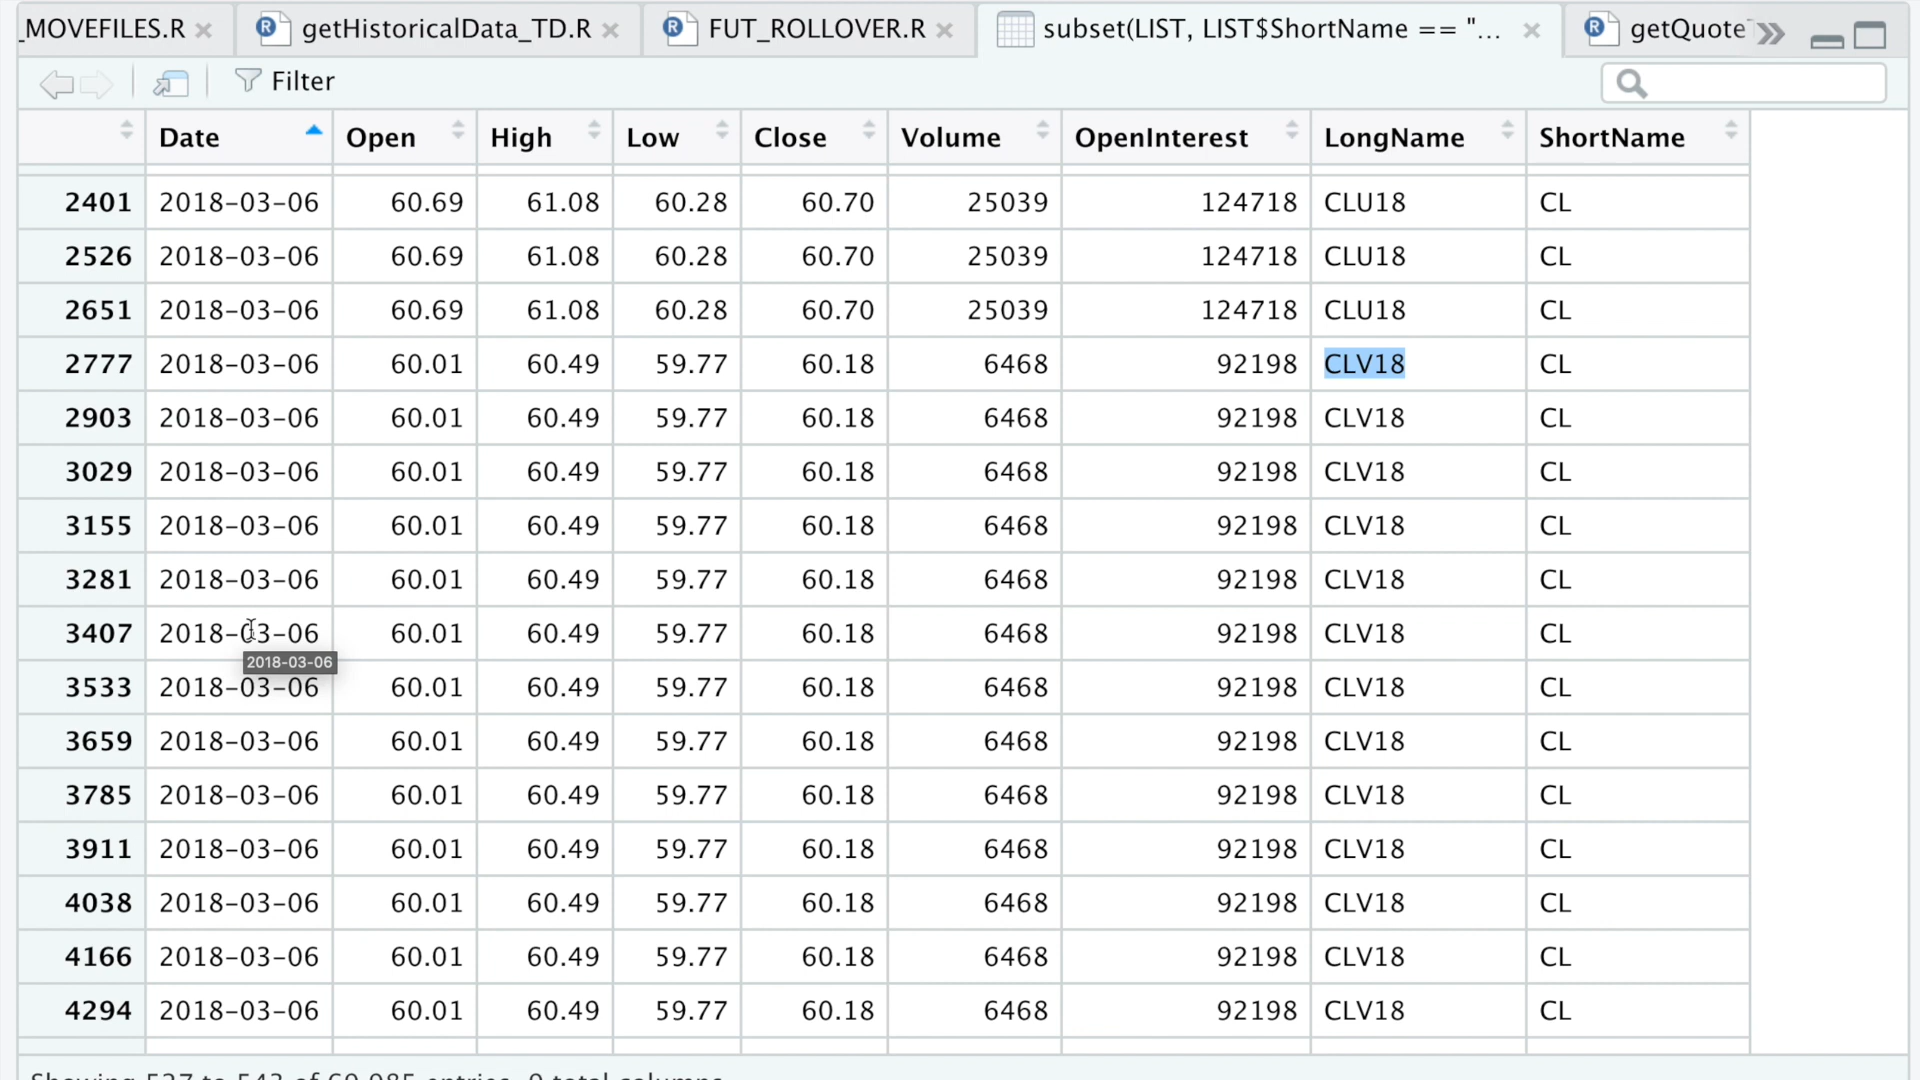 _MOVEFILES.R getHistoricalData_TD.R FUT_ROLLOVER.R subset(LIST, LIST$ShortName == "... getQuote
Filter
Date Open High Low Close Volume OpenInterest LongName ShortName
2401 2018-03-06 60.69 61.08 60.28 60.70 25039 124718 CLU18 CL
2526 2018-03-06 60.69 61.08 60.28 60.70 25039 124718 CLU18 CL
2651 2018-03-06 60.69 61.08 60.28 60.70 25039 124718 CLU18 CL
2777 2018-03-06 60.01 60.49 59.77 60.18 6468 92198 CLV18 CL
2903 2018-03-06 60.01 60.49 59.77 60.18 6468 92198 CLV18 CL
3029 2018-03-06 60.01 60.49 59.77 60.18 6468 92198 CLV18 CL
3155 2018-03-06 60.01 60.49 59.77 60.18 6468 92198 CLV18 CL
3281 2018-03-06 60.01 60.49 59.77 60.18 6468 92198 CLV18 CL
3407 2018-03-06 60.01 60.49 59.77 60.18 6468 92198 CLV18 CL
2018-03-06
3533 2018-03-06 60.01 60.49 59.77 60.18 6468 92198 CLV18 CL
3659 2018-03-06 60.01 60.49 59.77 60.18 6468 92198 CLV18 CL
3785 2018-03-06 60.01 60.49 59.77 60.18 6468 92198 CLV18 CL
3911 2018-03-06 60.01 60.49 59.77 60.18 6468 92198 CLV18 CL
4038 2018-03-06 60.01 60.49 59.77 60.18 6468 92198 CLV18 CL
4166 2018-03-06 60.01 60.49 59.77 60.18 6468 92198 CLV18 CL
4294 2018-03-06 60.01 60.49 59.77 60.18 6468 92198 CLV18 CL
Showing to of entries, total columns